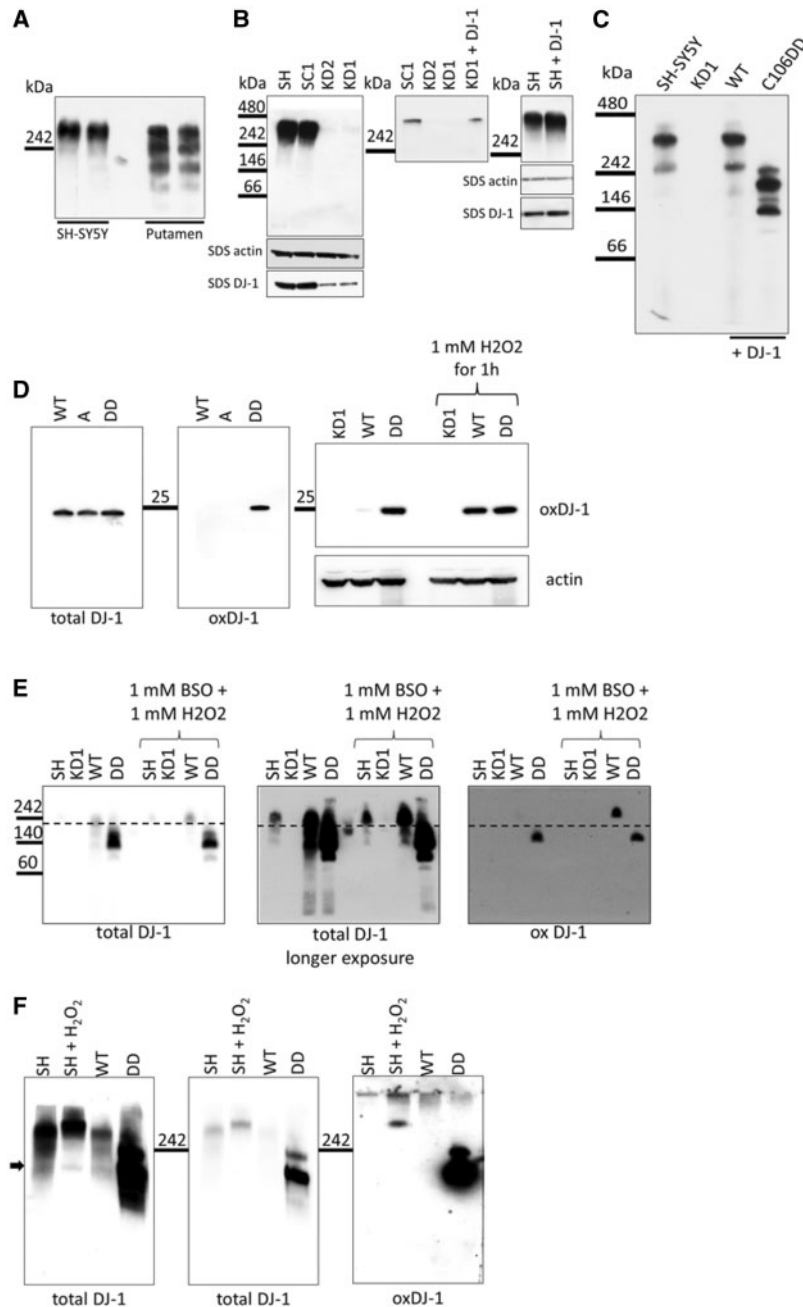 A
kDa
242
SH-SY5Y
Putamen
B
kDa
SH
SC1
KD2
KD1
480
242
146
66
SDS actin
SDS DJ-1
kDa
SC1
KD2
KD1
KD1 + DJ-1
242
kDa
SH
SH + DJ-1
242
SDS actin
SDS DJ-1
C
kDa
SH-SY5Y
KD1
WT
C106DD
480
242
146
66
+ DJ-1
D
WT
A
DD
total DJ-1
25
WT
A
DD
oxDJ-1
25
1 mM H2O2
for 1h
KD1
WT
DD
KD1
WT
DD
oxDJ-1
actin
E
1 mM BSO +
1 mM H2O2
SH
KD1
WT
DD
SH
KD1
WT
DD
242
140
60
total DJ-1
1 mM BSO +
1 mM H2O2
SH
KD1
WT
DD
SH
KD1
WT
DD
total DJ-1
longer exposure
1 mM BSO +
1 mM H2O2
SH
KD1
WT
DD
SH
KD1
WT
DD
ox DJ-1
F
SH
SH + H₂O₂
WT
DD
total DJ-1
242
SH
SH + H₂O₂
WT
DD
total DJ-1
242
SH
SH + H₂O₂
WT
DD
oxDJ-1